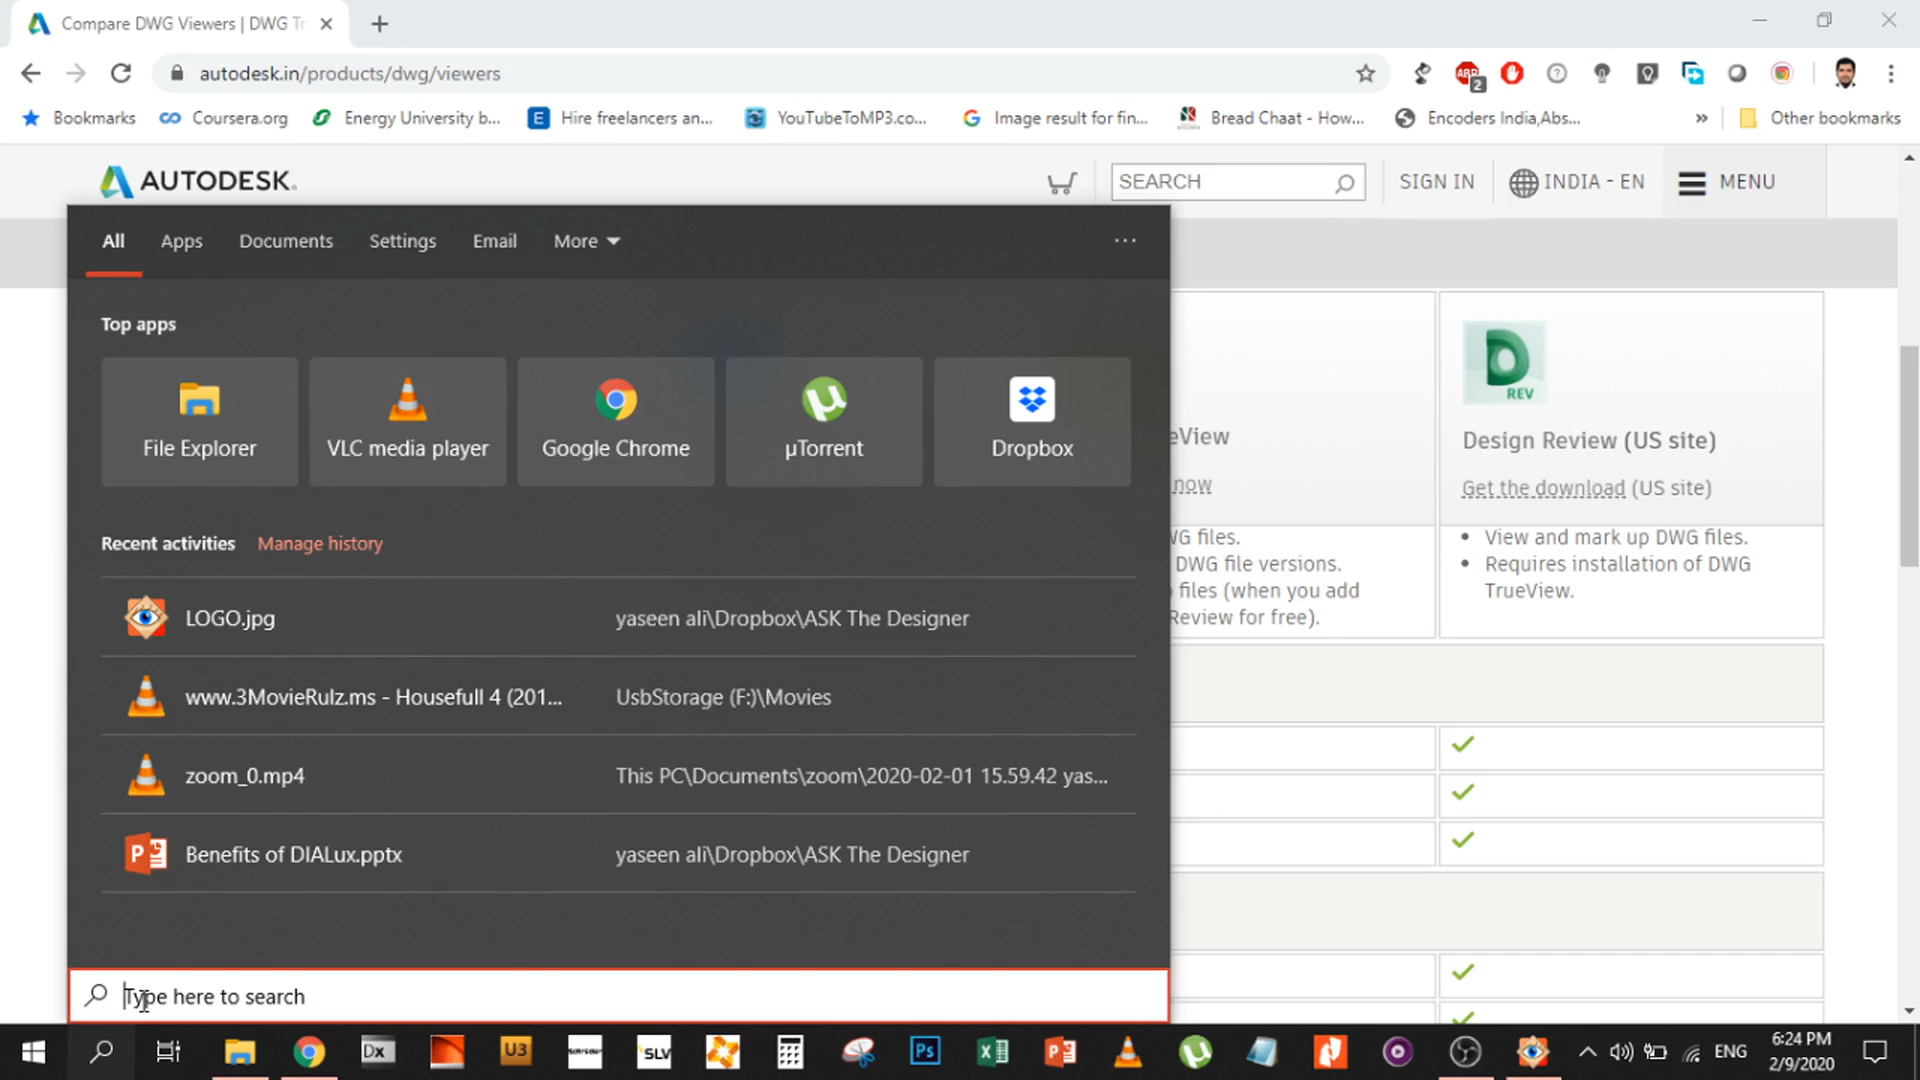 Compare DWG Viewers | DWG Tr
autodesk.in/products/dwg/viewers
ABP
2
Bookmarks
Coursera.org
Energy University b...
E
Hire freelancers an...
YouTubeToMP3.co...
Image result for fin...
Bread Chaat - How...
Encoders India,Abs...
»
Other bookmarks
AUTODESK.
SEARCH
SIGN IN
INDIA - EN
MENU
All
Apps
Documents
Settings
Email
More
Top apps
File Explorer
VLC media player
Google Chrome
µTorrent
Dropbox
Recent activities
Manage history
LOGO.jpg
yaseen ali\Dropbox\ASK The Designer
www.3MovieRulz.ms - Housefull 4 (201...
UsbStorage (F:)\Movies
zoom_0.mp4
This PC\Documents\zoom\2020-02-01 15.59.42 yas...
Benefits of DIALux.pptx
yaseen ali\Dropbox\ASK The Designer
Type here to search
eView
now
WG files.
DWG file versions.
files (when you add
Review for free).
D
REV
Design Review (US site)
Get the download (US site)
• View and mark up DWG files.
• Requires installation of DWG
TrueView.
Dx
U3
SLV
Ps
ENG
6:24 PM
2/9/2020